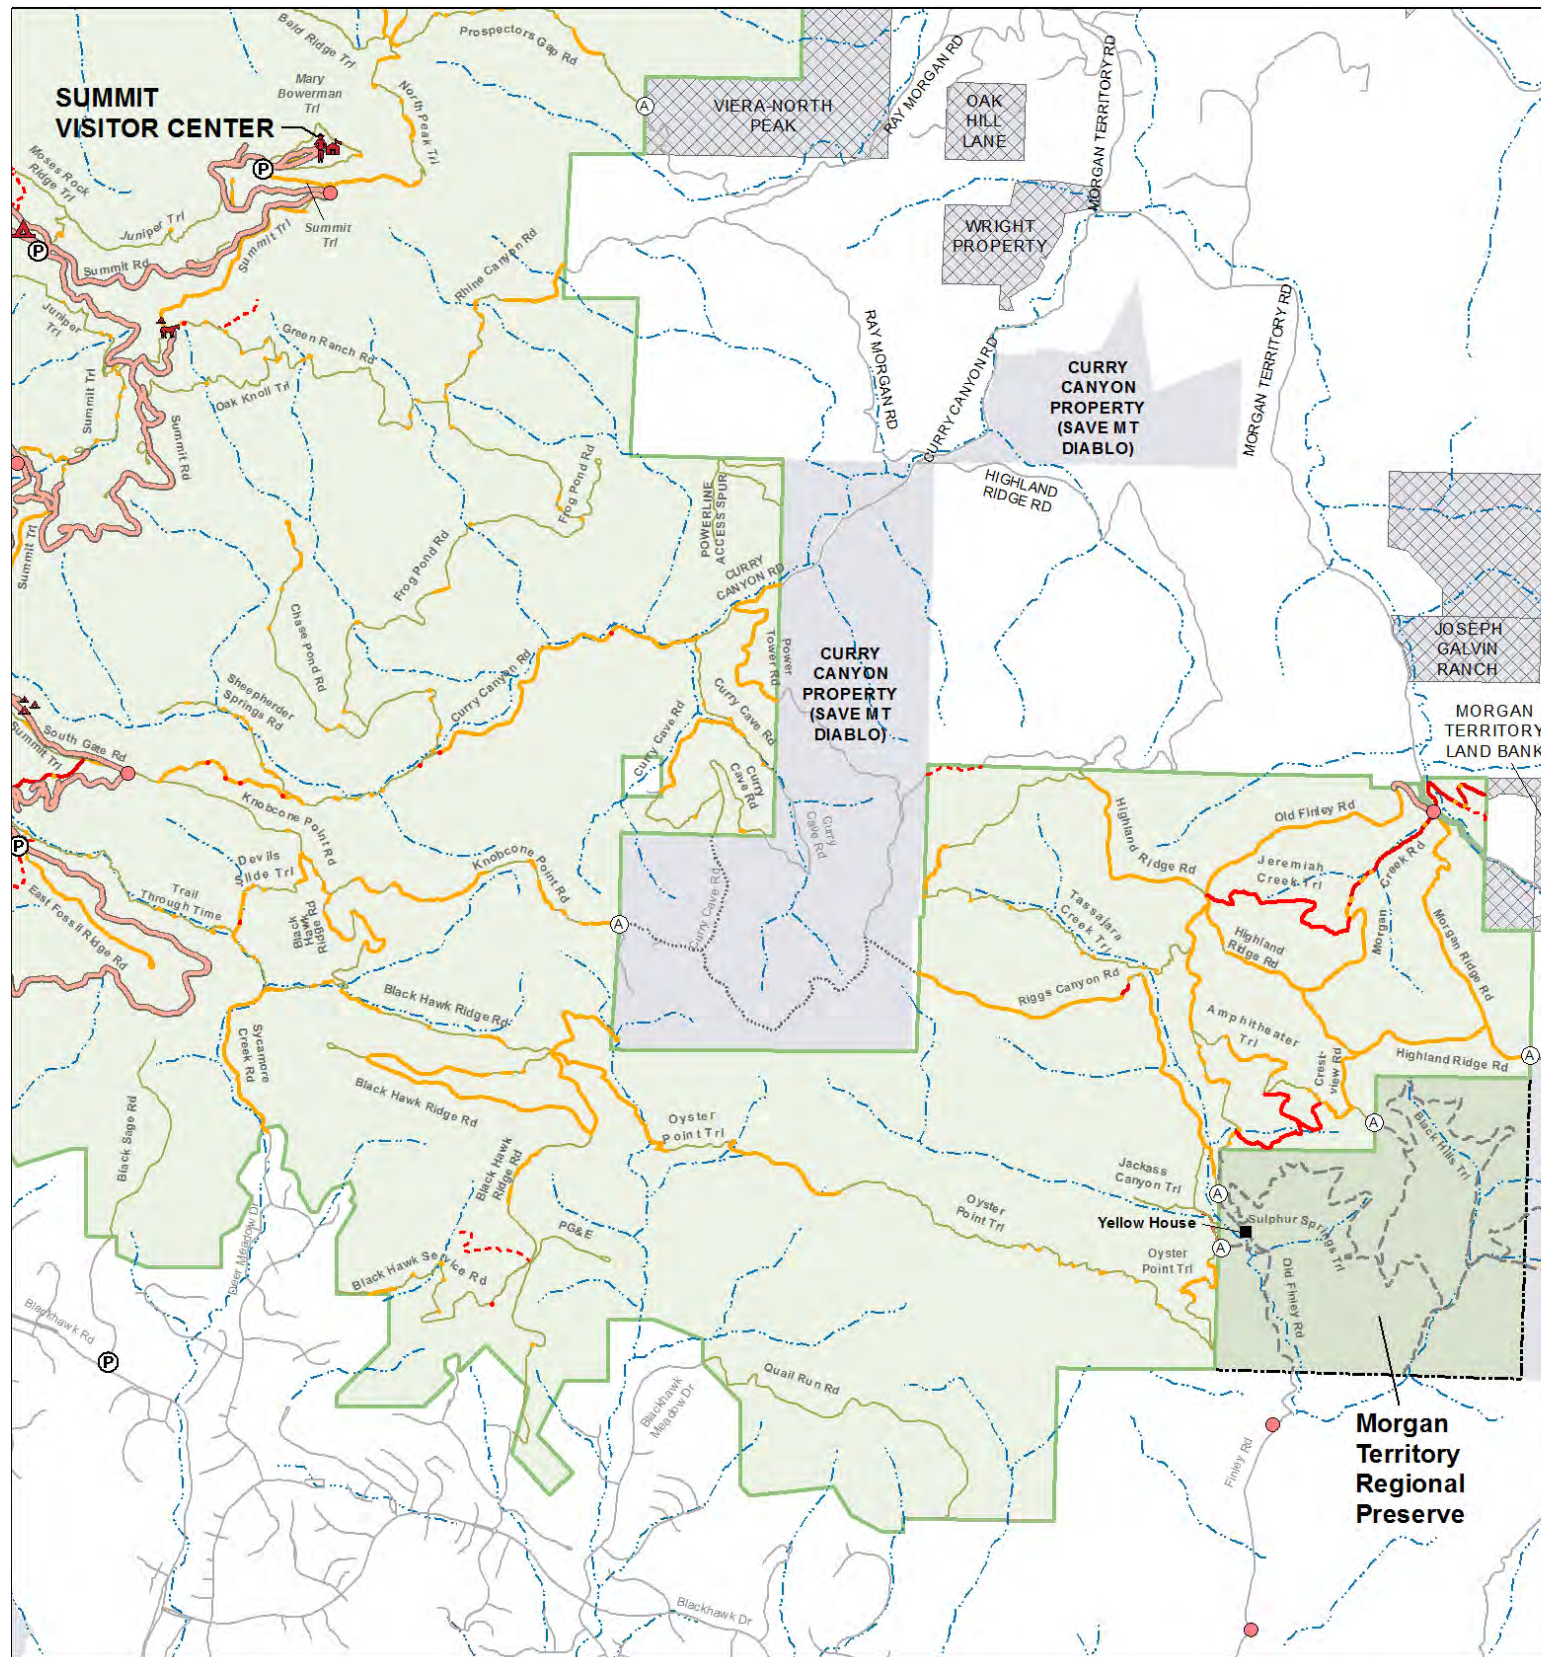 Bald Ridge Trl
Prospectors Gap Rd
Mary
Bowerman
Trl
North Peak Trl
SUMMIT
VISITOR CENTER
A
VIERA-NORTH
PEAK
RAY MORGAN RD
OAK
HILL
LANE
MORGAN TERRITORY RD
Moses Rock
Ridge Trl
P
Juniper Trl
Summit Trl
Summit
Trl
WRIGHT
PROPERTY
P
Summit Rd
Rhine Canyon Rd
Juniper
Trl
Green Ranch Rd
RAY MORGAN RD
CURRY CANYON RD
MORGAN TERRITORY RD
CURRY
CANYON
PROPERTY
(SAVE MT
DIABLO)
Summit Trl
Oak Knoll Trl
Summit Rd
Frog Pond Rd
POWERLINE
ACCESS SPUR
HIGHLAND
RIDGE RD
Summit Trl
Frog Pond Rd
CURRY
CANYON RD
Chase Pond Rd
Power
Tower Rd
CURRY
CANYON
PROPERTY
(SAVE MT
DIABLO)
JOSEPH
GALVIN
RANCH
Sheepherder
Springs Rd
Curry Canyon Rd
Curry Cave Rd
Curry Cave Rd
MORGAN
TERRITORY
LAND BANK
South Gate Rd
Summit Trl
Curry
Cave Rd
Knobcone Point Rd
Curry
Cave Rd
Highland Ridge Rd
Old Finley Rd
P
Devils
Slide Trl
Knobcone Point Rd
Jeremiah
Creek Trl
Morgan
Creek Rd
Trail
Through Time
East Fossil Ridge Rd
Black
Hawk
Ridge Rd
A
Curry Cave Rd
Tassajara
Creek Trl
Highland
Ridge Rd
Morgan Ridge Rd
Riggs Canyon Rd
Black Hawk Ridge Rd
Amphitheater
Trl
Sycamore
Creek Rd
Crest-
view Rd
Highland Ridge Rd
A
Black Hawk Ridge Rd
Black Sage Rd
Oyster
Point Trl
A
Black Hills Trl
Black Hawk
Ridge Rd
Jackass
Canyon Trl
A
Oyster
Point Trl
Yellow House
Sulphur Springs Trl
PG&E
A
Oyster
Point Trl
Deer Meadow Dr
Black Hawk Service Rd
Old Finley Rd
Blackhawk Rd
P
Quail Run Rd
Blackhawk
Meadow Dr
Finley Rd
Morgan
Territory
Regional
Preserve
Blackhawk Dr